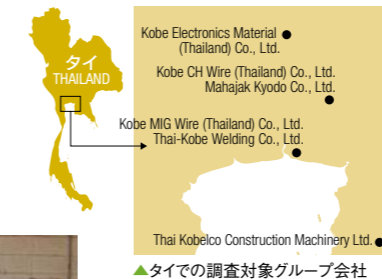 タイ
THAILAND
Kobe Electronics Material
(Thailand) Co., Ltd.
Kobe CH Wire (Thailand) Co., Ltd.
Mahajak Kyodo Co., Ltd.
Kobe MIG Wire (Thailand) Co., Ltd.
Thai-Kobe Welding Co., Ltd.
Thai Kobelco Construction Machinery Ltd.
▲タイでの調査対象グループ会社